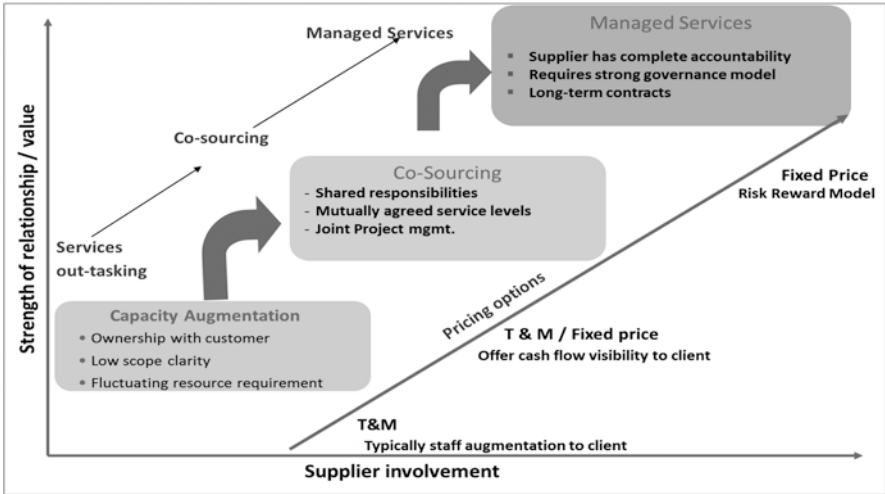 Managed Services
Managed Services
▪ Supplier has complete accountability
▪ Requires strong governance model
▪ Long-term contracts
Co-sourcing
Co-Sourcing
- Shared responsibilities
- Mutually agreed service levels
- Joint Project mgmt.
Fixed Price
Risk Reward Model
Services
out-tasking
Capacity Augmentation
• Ownership with customer
• Low scope clarity
• Fluctuating resource requirement
Pricing options
T & M / Fixed price
Offer cash flow visibility to client
T&M
Typically staff augmentation to client
Strength of relationship / value
Supplier involvement